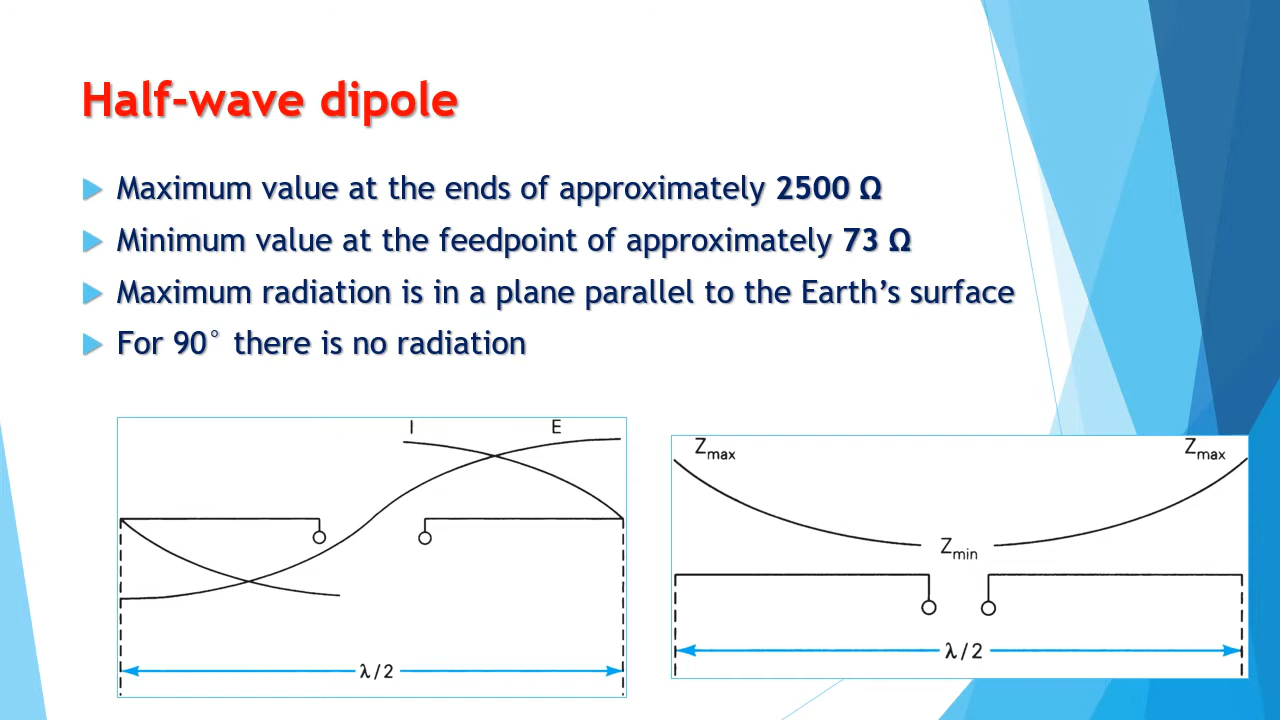 Half-wave dipole
Maximum value at the ends of approximately 2500 Ω
Minimum value at the feedpoint of approximately 73 Ω
Maximum radiation is in a plane parallel to the Earth’s surface
For 90° there is no radiation
I E
λ/2
Zmax Zmax
Zmin
λ/2